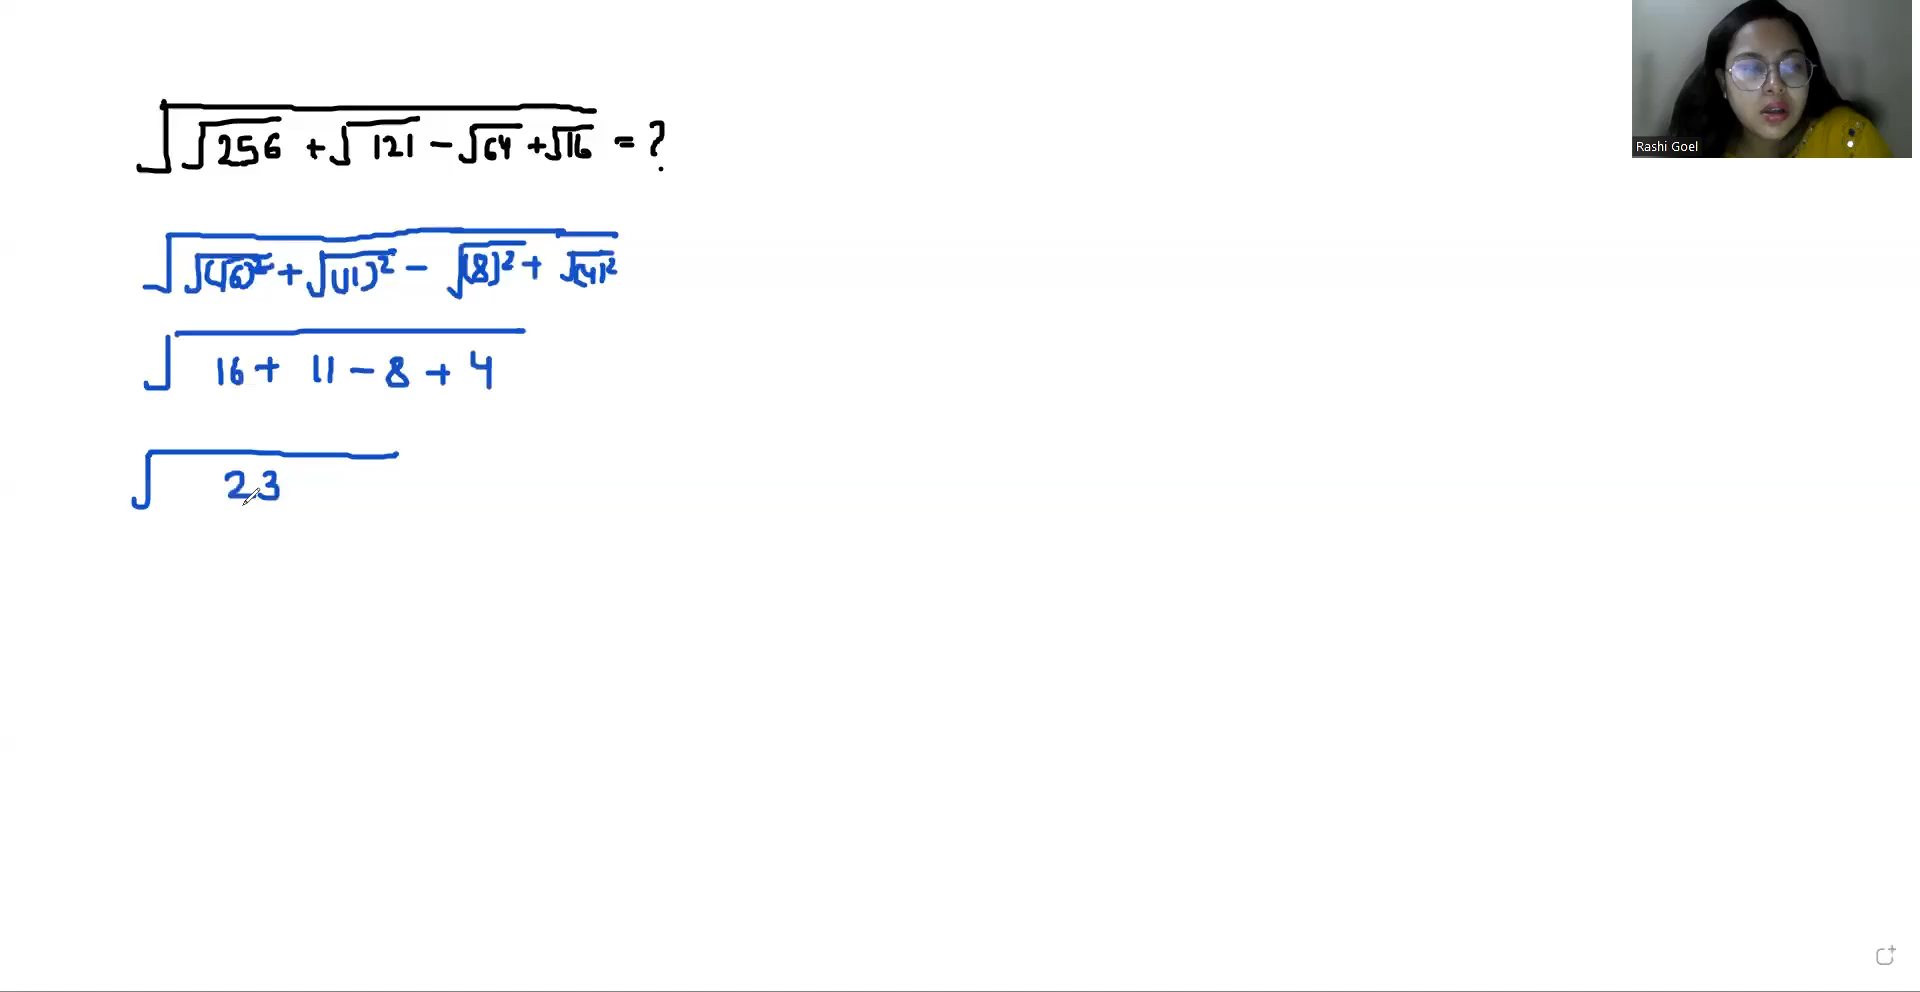 √(√256 + √121 − √64 + √16) = ?
√(√(16)² + √(11)² − √(8)² + √(4)²)
√(16 + 11 − 8 + 4)
√23
Rashi Goel